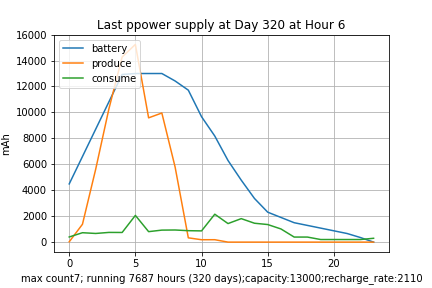 Last ppower supply at Day 320 at Hour 6
16000
14000
12000
10000
8000
6000
4000
2000
0
mAh
battery
produce
consume
0 5 10 15 20
max count7; running 7687 hours (320 days);capacity:13000;recharge_rate:2110